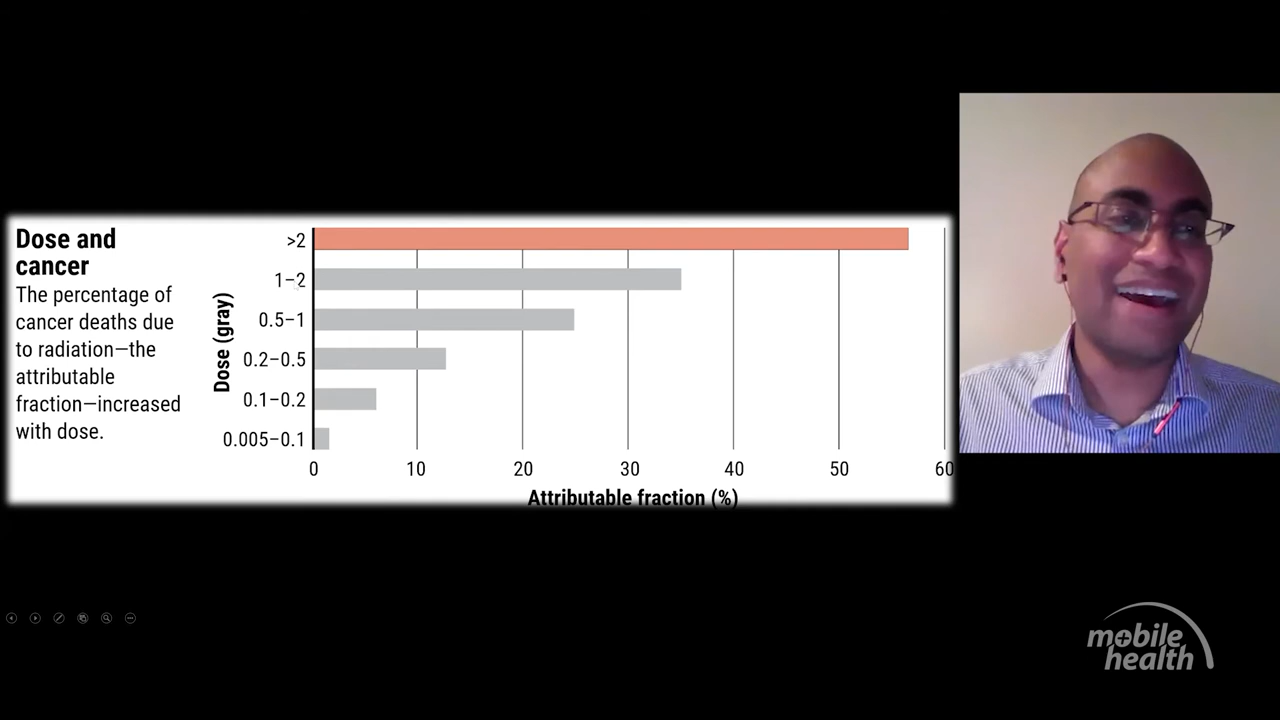 Dose and
cancer
The percentage of
cancer deaths due
to radiation—the
attributable
fraction—increased
with dose.
Dose (gray)
>2
1–2
0.5–1
0.2–0.5
0.1–0.2
0.005–0.1
0 10 20 30 40 50 60
Attributable fraction (%)
mobile
health